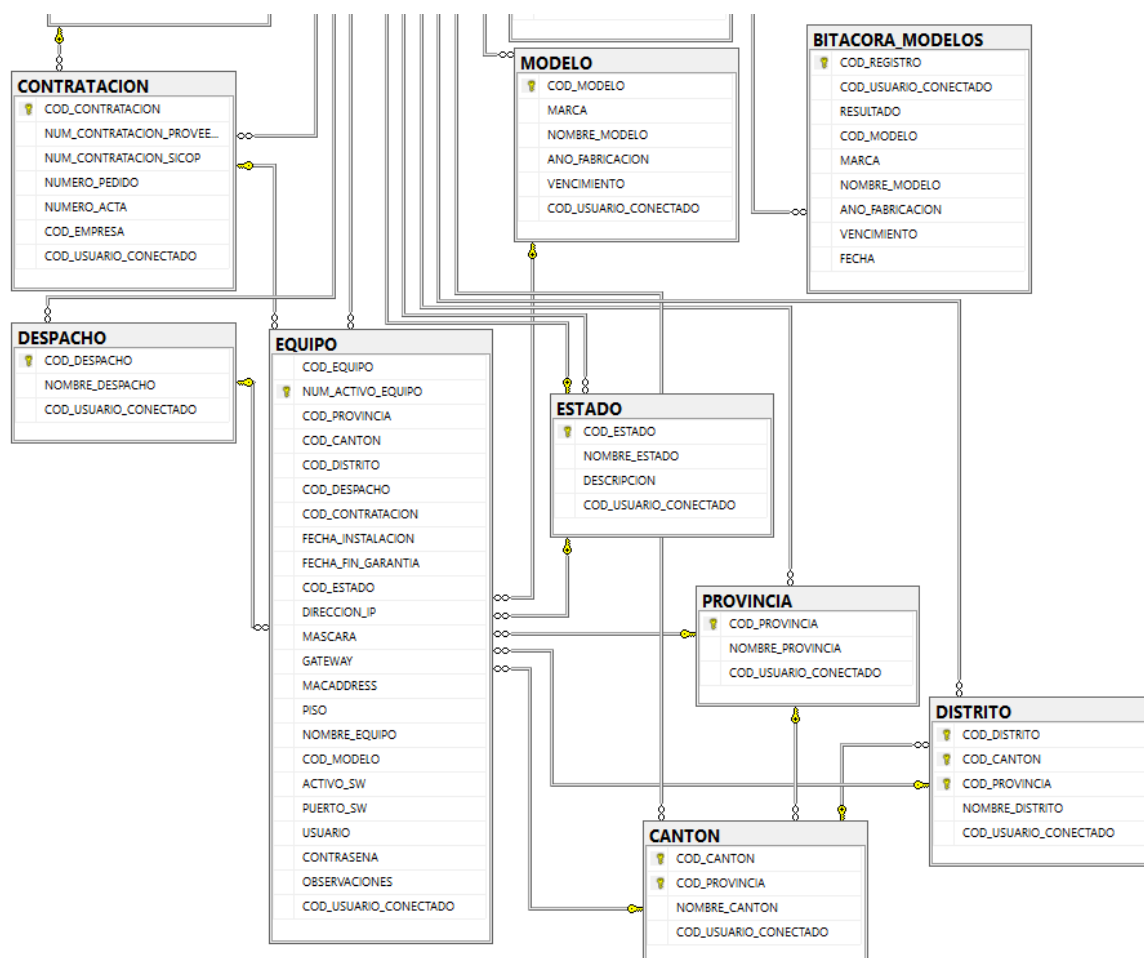 CONTRATACION
COD_CONTRATACION
NUM_CONTRATACION_PROVEE...
NUM_CONTRATACION_SICOP
NUMERO_PEDIDO
NUMERO_ACTA
COD_EMPRESA
COD_USUARIO_CONECTADO
MODELO
COD_MODELO
MARCA
NOMBRE_MODELO
ANO_FABRICACION
VENCIMIENTO
COD_USUARIO_CONECTADO
BITACORA_MODELOS
COD_REGISTRO
COD_USUARIO_CONECTADO
RESULTADO
COD_MODELO
MARCA
NOMBRE_MODELO
ANO_FABRICACION
VENCIMIENTO
FECHA
DESPACHO
COD_DESPACHO
NOMBRE_DESPACHO
COD_USUARIO_CONECTADO
EQUIPO
COD_EQUIPO
NUM_ACTIVO_EQUIPO
COD_PROVINCIA
COD_CANTON
COD_DISTRITO
COD_DESPACHO
COD_CONTRATACION
FECHA_INSTALACION
FECHA_FIN_GARANTIA
COD_ESTADO
DIRECCION_IP
MASCARA
GATEWAY
MACADDRESS
PISO
NOMBRE_EQUIPO
COD_MODELO
ACTIVO_SW
PUERTO_SW
USUARIO
CONTRASENA
OBSERVACIONES
COD_USUARIO_CONECTADO
ESTADO
COD_ESTADO
NOMBRE_ESTADO
DESCRIPCION
COD_USUARIO_CONECTADO
PROVINCIA
COD_PROVINCIA
NOMBRE_PROVINCIA
COD_USUARIO_CONECTADO
DISTRITO
COD_DISTRITO
COD_CANTON
COD_PROVINCIA
NOMBRE_DISTRITO
COD_USUARIO_CONECTADO
CANTON
COD_CANTON
COD_PROVINCIA
NOMBRE_CANTON
COD_USUARIO_CONECTADO